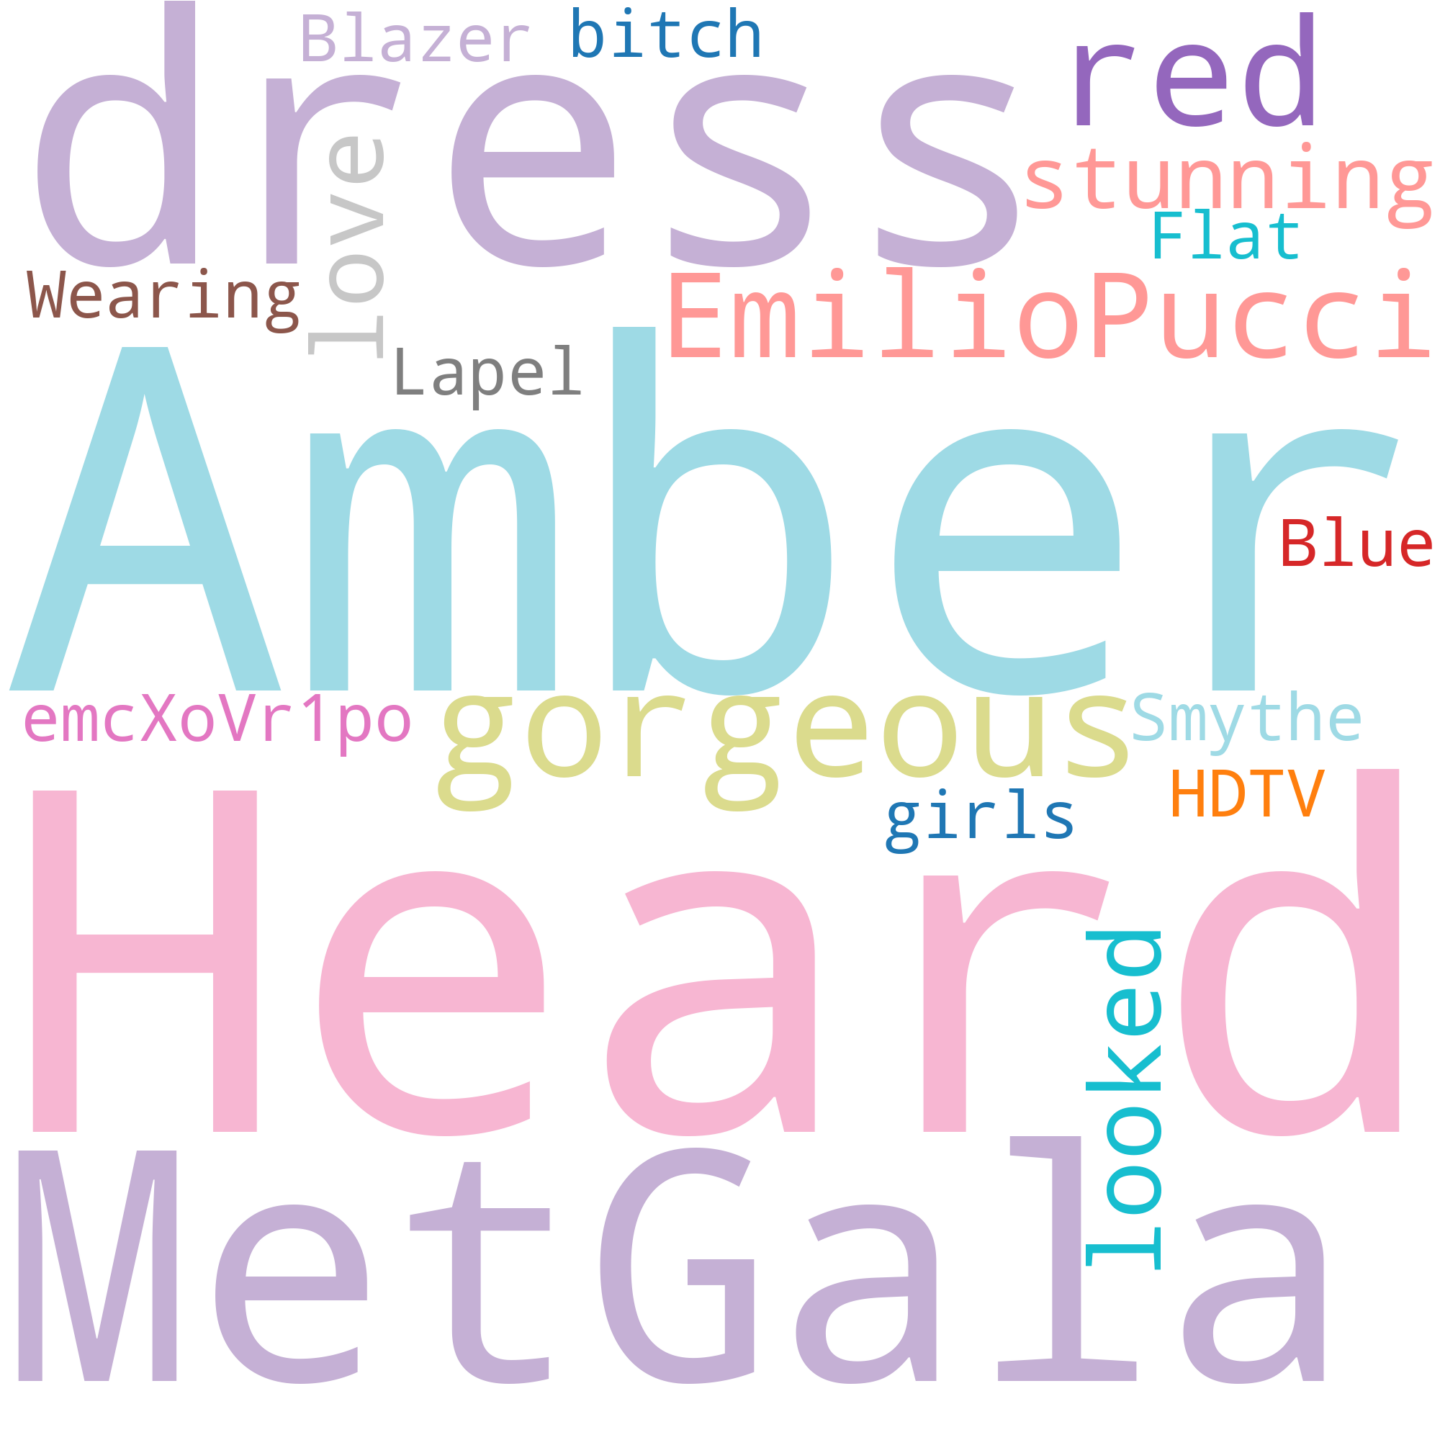 Blazer
bitch
dress
red
stunning
love
Flat
Wearing
EmilioPucci
Lapel
Amber
Blue
emcXoVr1po
gorgeous
Smythe
HDTV
girls
Heard
looked
MetGala